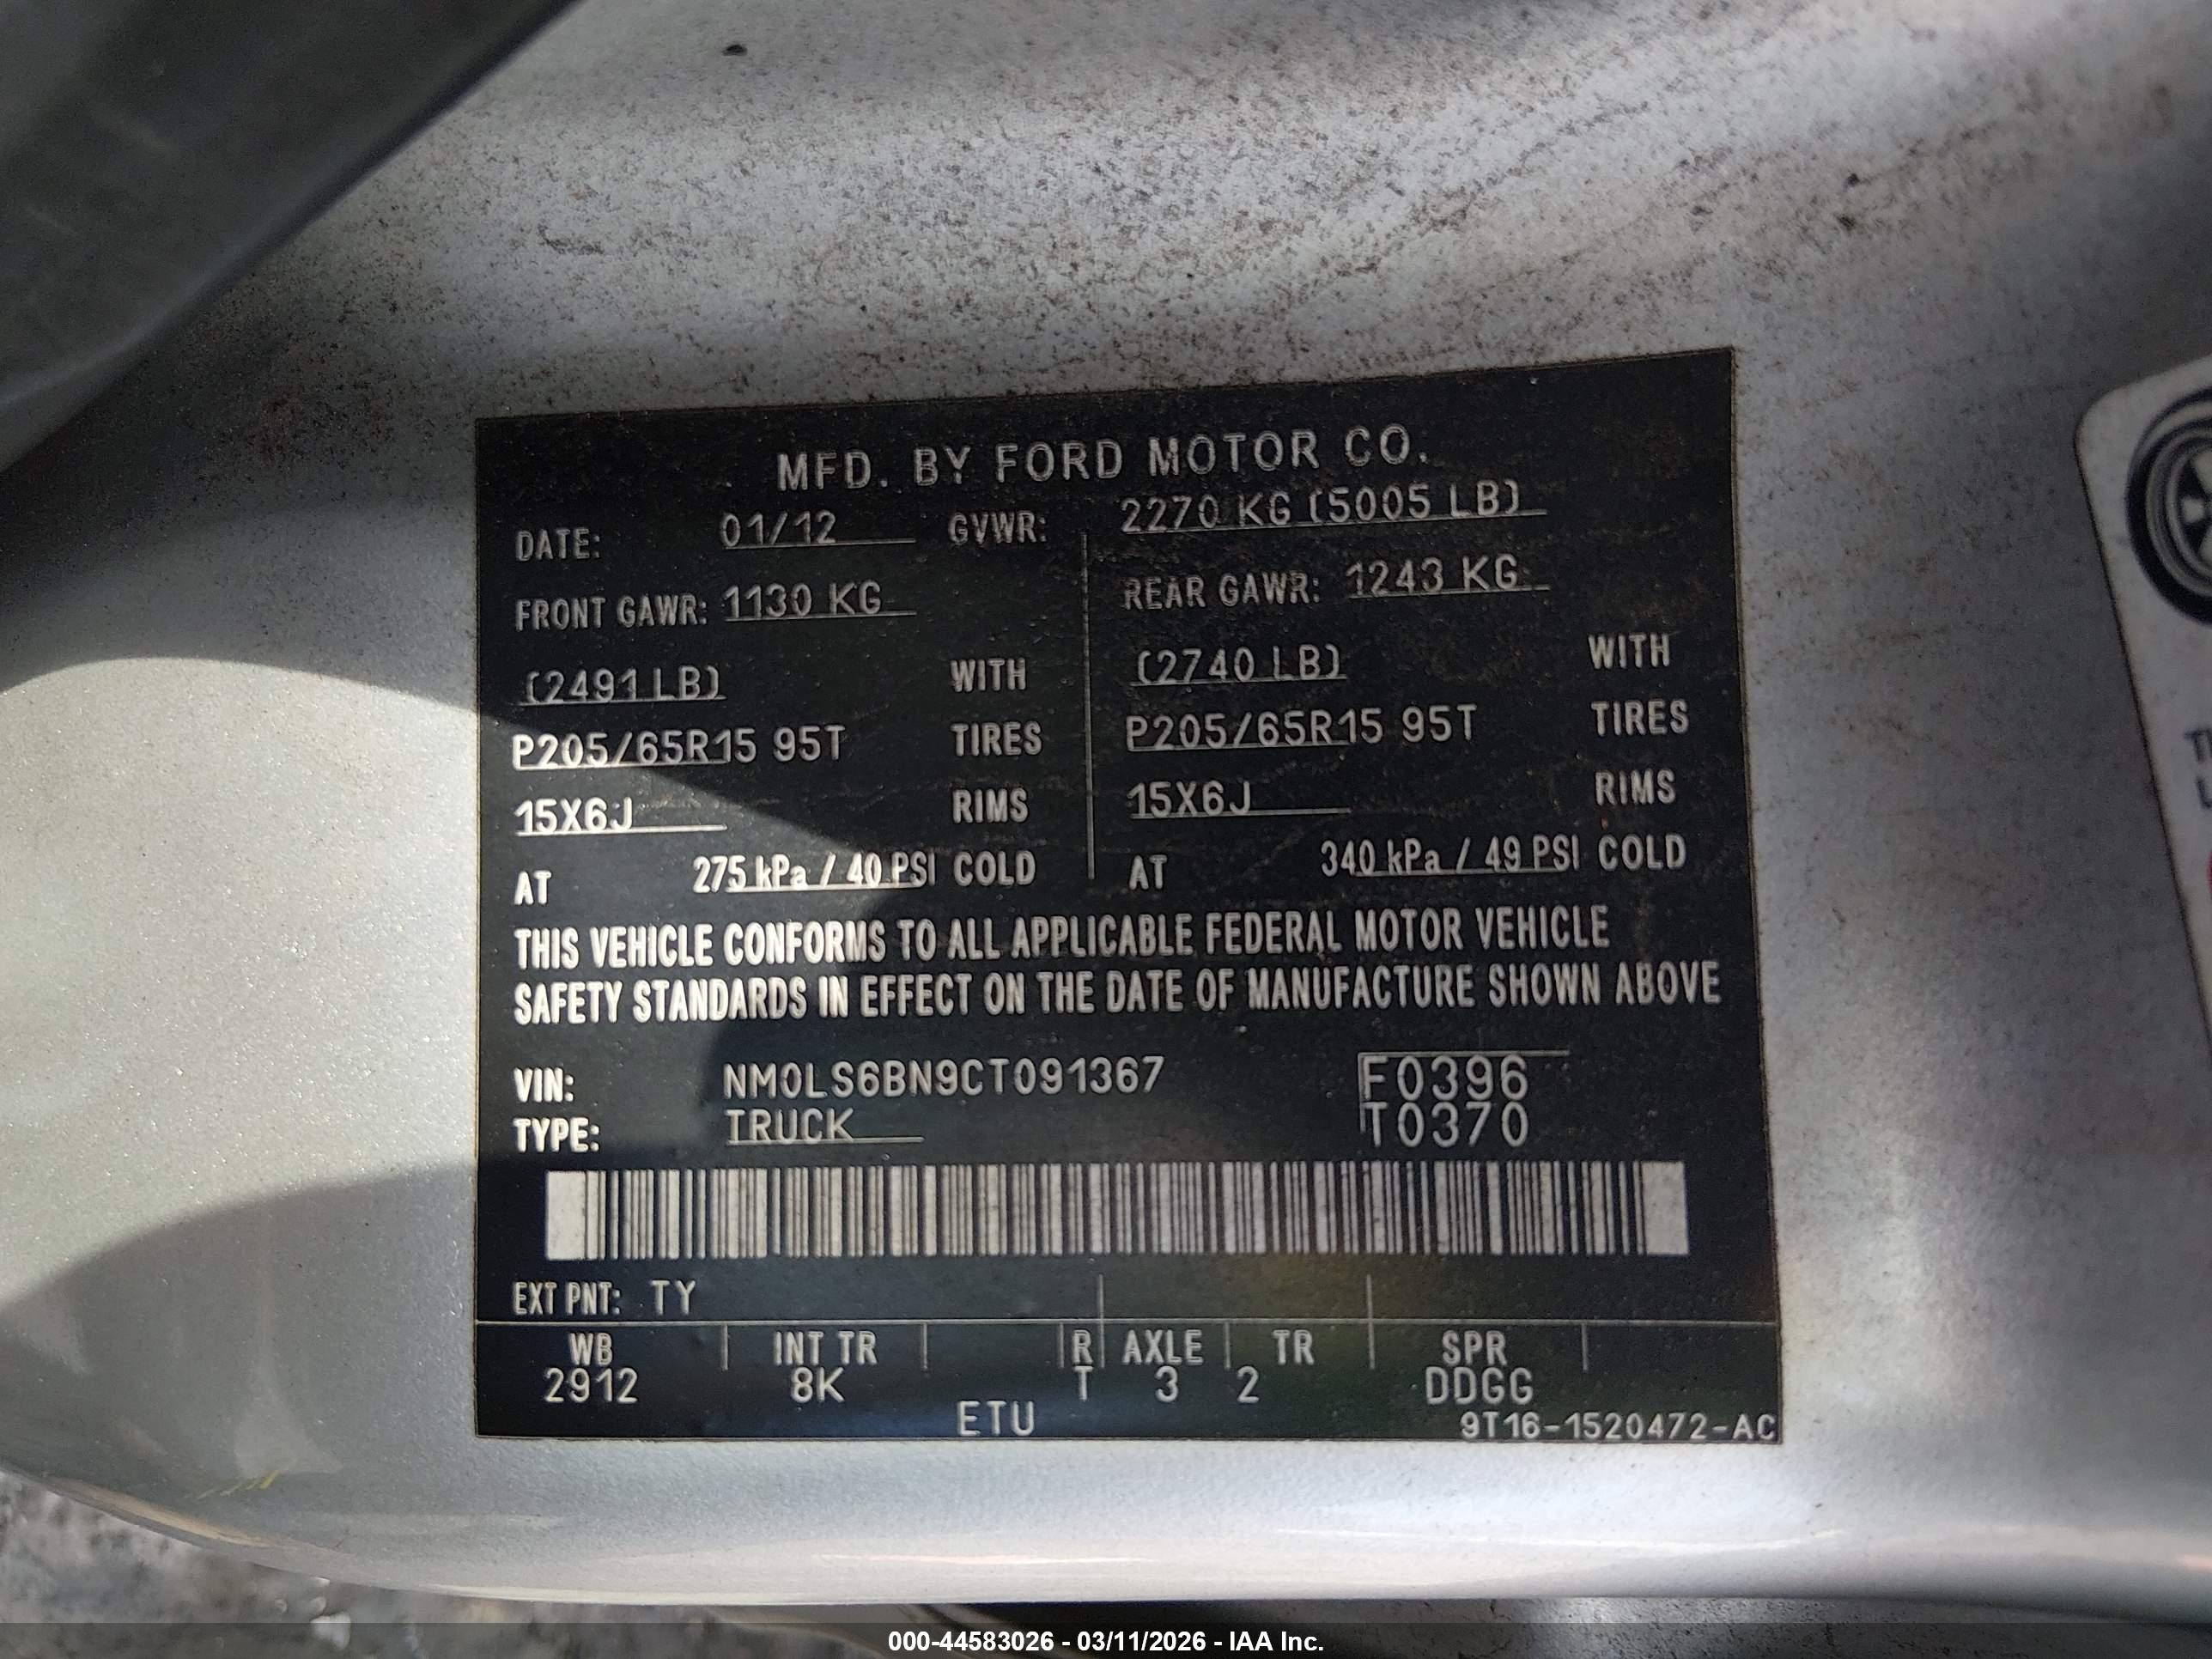 MFD. BY FORD MOTOR CO.
DATE: 01/12 GVWR: 2270 KG (5005 LB)
FRONT GAWR: 1130 KG REAR GAWR: 1243 KG
(2491 LB) WITH (2740 LB) WITH
P205/65R15 95T TIRES P205/65R15 95T TIRES
15X6J RIMS 15X6J RIMS
AT 275 kPa / 40 PSI COLD AT 340 kPa / 49 PSI COLD
THIS VEHICLE CONFORMS TO ALL APPLICABLE FEDERAL MOTOR VEHICLE
SAFETY STANDARDS IN EFFECT ON THE DATE OF MANUFACTURE SHOWN ABOVE
VIN: NM0LS6BN9CT091367 F0396
TYPE: TRUCK T0370
EXT PNT: TY
WB INT TR R AXLE TR SPR
2912 8K T 3 2 DDGG
ETU
9T16-1520472-AC
000-44583026 - 03/11/2026 - IAA Inc.